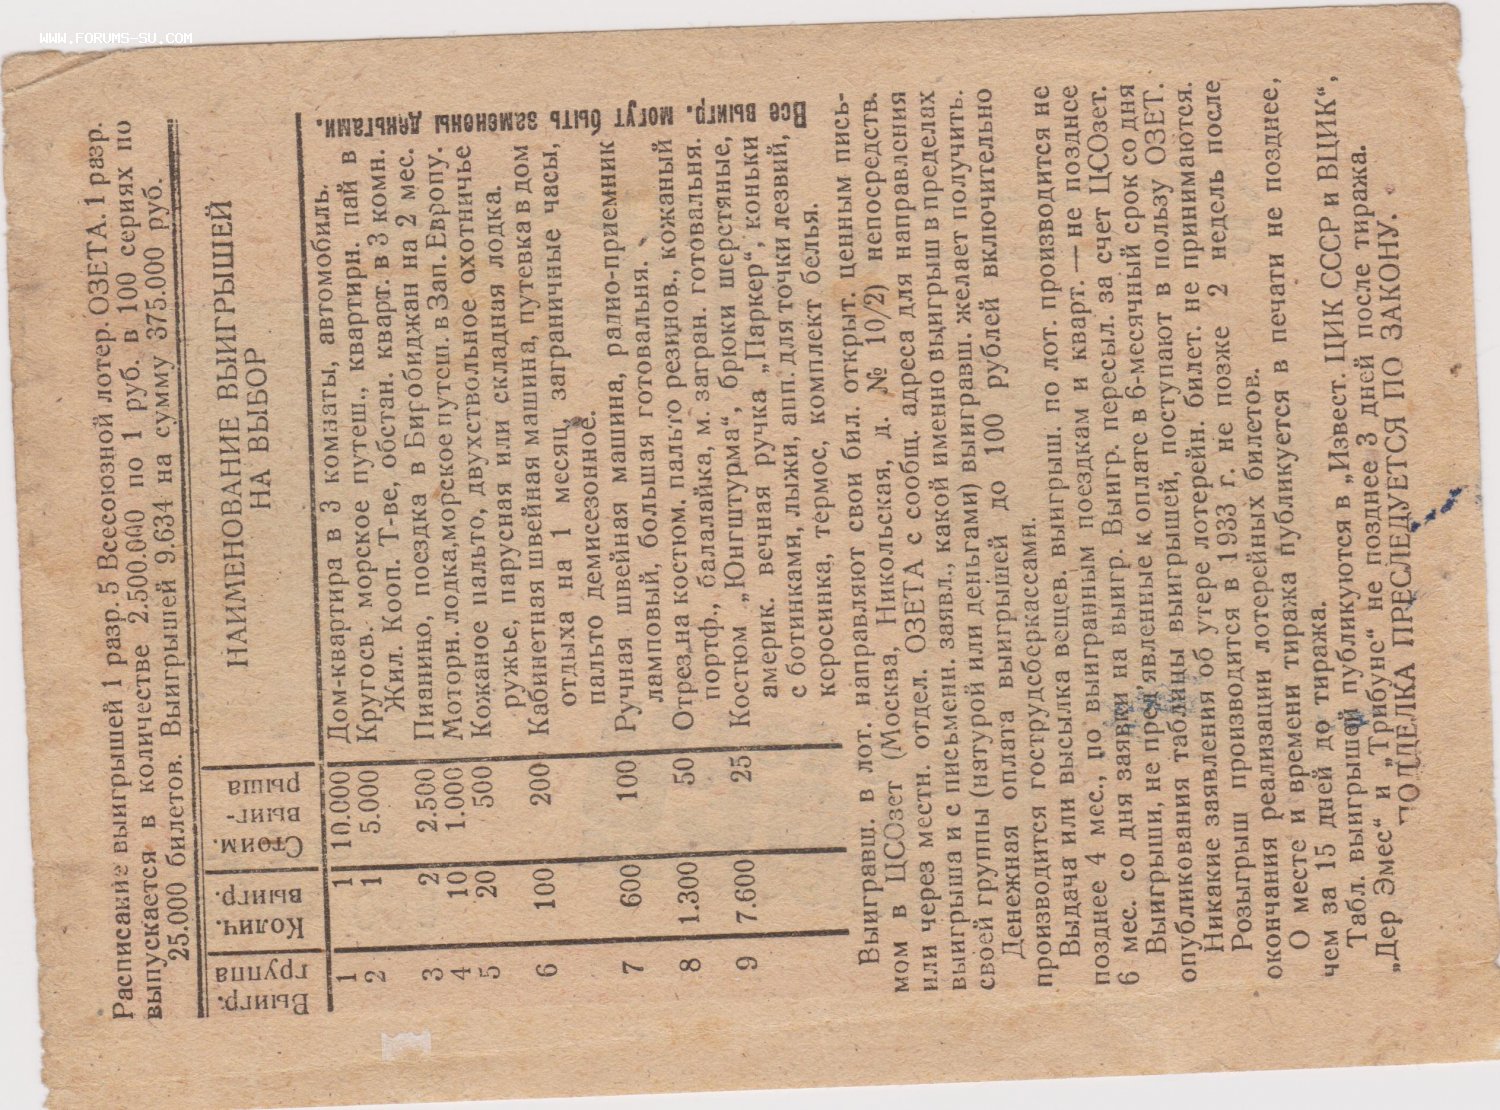 WWW.FORUMS-SU.COM
Расписание выигрышей 1 разр. 5 Всесоюзной лотер. ОЗЕТА. 1 разр.
выпускается в количестве 2.500.000 по 1 руб. в 100 сериях по
25.000 билетов. Выигрышей 9.634 на сумму 375.000 руб.
Выигр. группа | Колич. выигр. | Стоим. выиг-рыша | НАИМЕНОВАНИЕ ВЫИГРЫШЕЙ НА ВЫБОР
1 1 10.000 Дом-квартира в 3 комнаты, автомобиль.
2 1 5.000 Кругосв. морское путеш., квартирн. пай в
Жил. Кооп. Т-ве, обстан. кварт. в 3 комн.
3 2 2.500 Пианино, поездка в Биробиджан на 2 мес.
4 10 1.000 Моторн. лодка, морское путеш. в Зап. Европу.
5 20 500 Кожаное пальто, двухствольное охотничье
ружье, парусная или складная лодка.
6 100 200 Кабинетная швейная машина, путевка в дом
отдыха на 1 месяц, заграничные часы,
пальто демисезонное.
7 600 100 Ручная швейная машина, радио-приемник
ламповый, большая готовальня.
8 1.300 50 Отрез на костюм, пальто резинов., кожаный
портф., балалайка, м. загран. готовальня.
9 7.600 25 Костюм „Юнгштурма“, брюки шерстяные,
америк. вечная ручка „Паркер“, коньки
с ботинками, лыжи, апп. для точки лезвий,
керосинка, термос, комплект белья.
Все выигр. могут быть заменены деньгами.
Выигравш. в лот. направляют свои бил. открыт. ценным пись-
мом в ЦСОзет (Москва, Никольская, д. № 10/2) непосредств.
или через местн. отдел. ОЗЕТА с сообщ. адреса для направления
выигрыша и с письменн. заявл., какой именно выигрыш в пределах
своей группы (натурой или деньгами) выигравш. желает получить.
Денежная оплата выигрышей до 100 рублей включительно
производится гострудсберкассами.
Выдача или высылка вещев. выигрыш. по лот. производится не
позднее 4 мес., по выигранным поездкам и кварт. — не позднее
6 мес. со дня заявки на выигр. Выигр. пересыл. за счет ЦСОзет.
Выигрыши, не пред'явленные к оплате в 6-месячный срок со дня
опубликования таблицы выигрышей, поступают в пользу ОЗЕТ.
Никакие заявления об утере лотерейн. билет. не принимаются.
Розыгрыш производится в 1933 г. не позже 2 недель после
окончания реализации лотерейных билетов.
О месте и времени тиража публикуется в печати не позднее,
чем за 15 дней до тиража.
Табл. выигрышей публикуются в „Извест. ЦИК СССР и ВЦИК“,
„Дер Эмес“ и „Трибуне“ не позднее 3 дней после тиража.
ПОДДЕЛКА ПРЕСЛЕДУЕТСЯ ПО ЗАКОНУ.